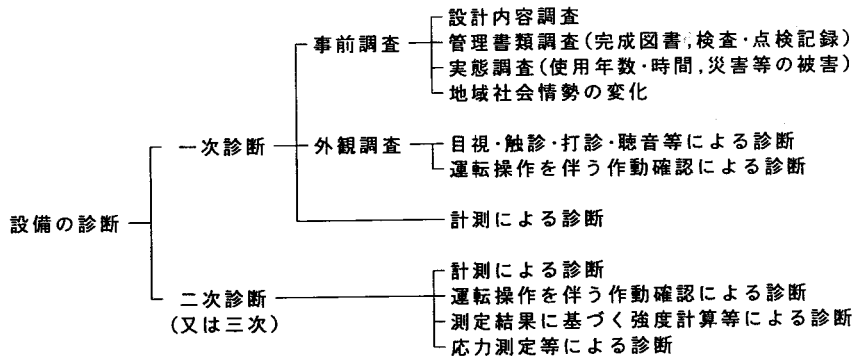 設計内容調査
事前調査
管理書類調査(完成図書,検査・点検記録)
実態調査(使用年数・時間,災害等の被害)
地域社会情勢の変化
一次診断
外観調査
目視・触診・打診・聴音等による診断
運転操作を伴う作動確認による診断
計測による診断
設備の診断
計測による診断
二次診断
(又は三次)
運転操作を伴う作動確認による診断
測定結果に基づく強度計算等による診断
応力測定等による診断